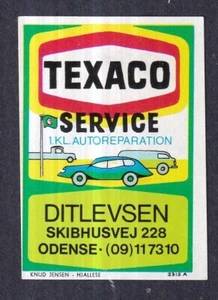 TEXACO
SERVICE
1.KL.AUTOREPARATION
DITLEVSEN
SKIBHUSVEJ 228
ODENSE · (09) 117310
KNUD JENSEN - HJALLESE
2313 A